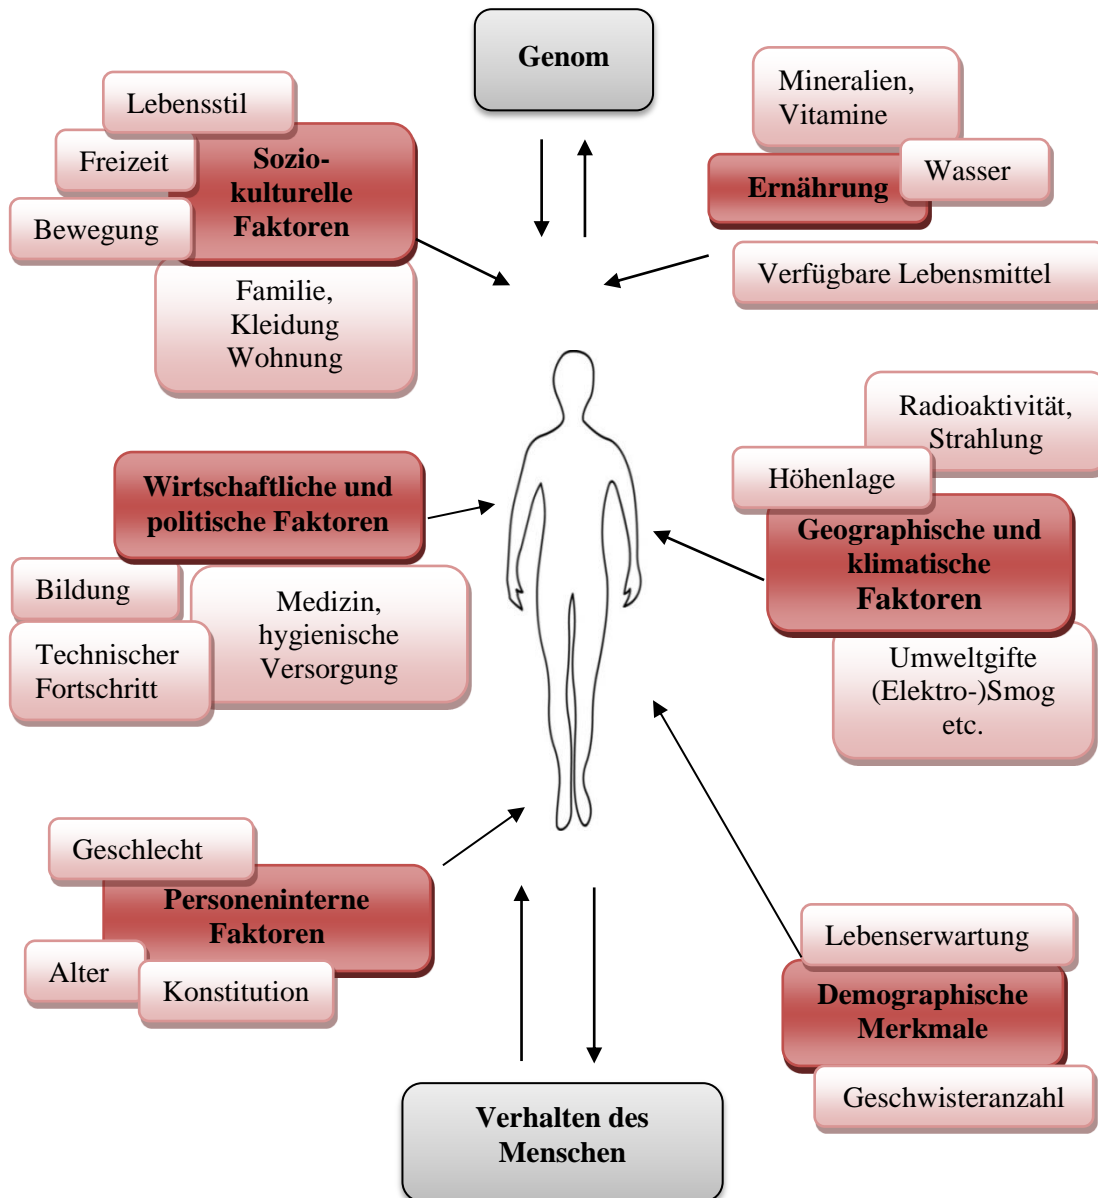 Genom
Lebensstil
Freizeit
Bewegung
Sozio-
kulturelle
Faktoren
Familie,
Kleidung
Wohnung
Mineralien,
Vitamine
Ernährung
Wasser
Verfügbare Lebensmittel
Radioaktivität,
Strahlung
Höhenlage
Geographische und
klimatische
Faktoren
Umweltgifte
(Elektro-)Smog
etc.
Wirtschaftliche und
politische Faktoren
Bildung
Technischer
Fortschritt
Medizin,
hygienische
Versorgung
Geschlecht
Personeninterne
Faktoren
Alter
Konstitution
Lebenserwartung
Demographische
Merkmale
Geschwisteranzahl
Verhalten des
Menschen